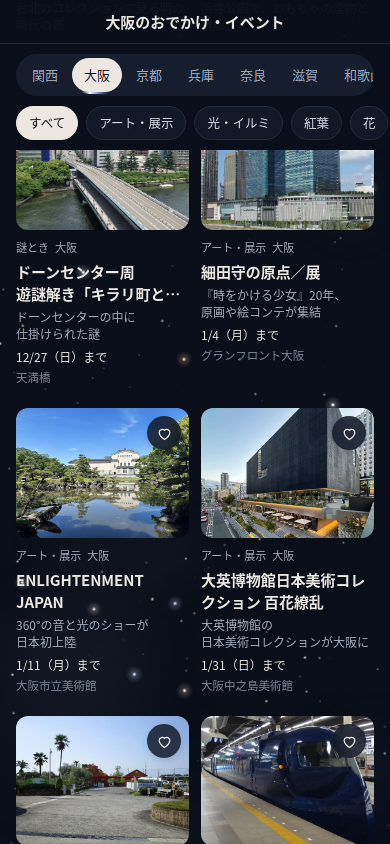 大阪のおでかけ・イベント
関西 大阪 京都 兵庫 奈良 滋賀 和歌
すべて アート・展示 光・イルミ 紅葉 花
謎とき 大阪
ドーンセンター周
遊謎解き「キラリ町と…
ドーンセンターの中に
仕掛けられた謎
12/27（日）まで
天満橋
アート・展示 大阪
細田守の原点／展
『時をかける少女』20年、
原画や絵コンテが集結
1/4（月）まで
グランフロント大阪
アート・展示 大阪
ENLIGHTENMENT
JAPAN
360°の音と光のショーが
日本初上陸
1/11（月）まで
大阪市立美術館
アート・展示 大阪
大英博物館日本美術コレ
クション 百花繚乱
大英博物館の
日本美術コレクションが大阪に
1/31（日）まで
大阪中之島美術館